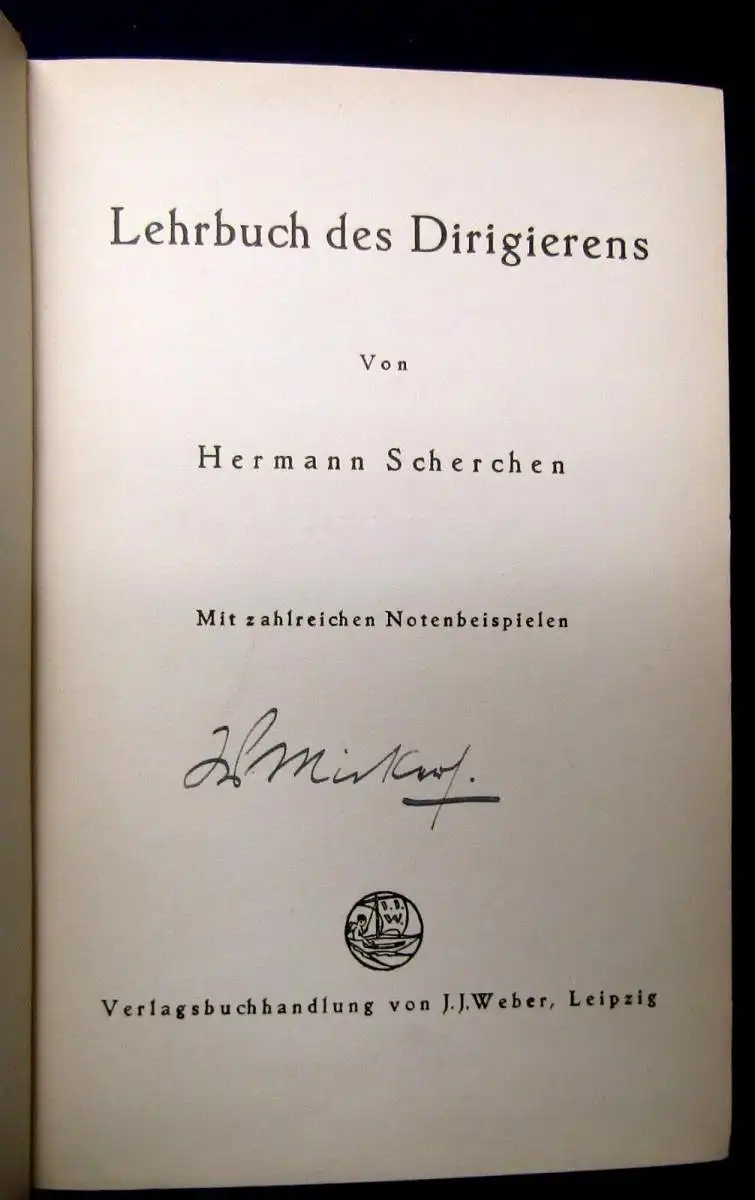 Lehrbuch des Dirigierens
Von
Hermann Scherchen
Mit zahlreichen Notenbeispielen
J.J.
W.
Verlagsbuchhandlung von J.J.Weber, Leipzig